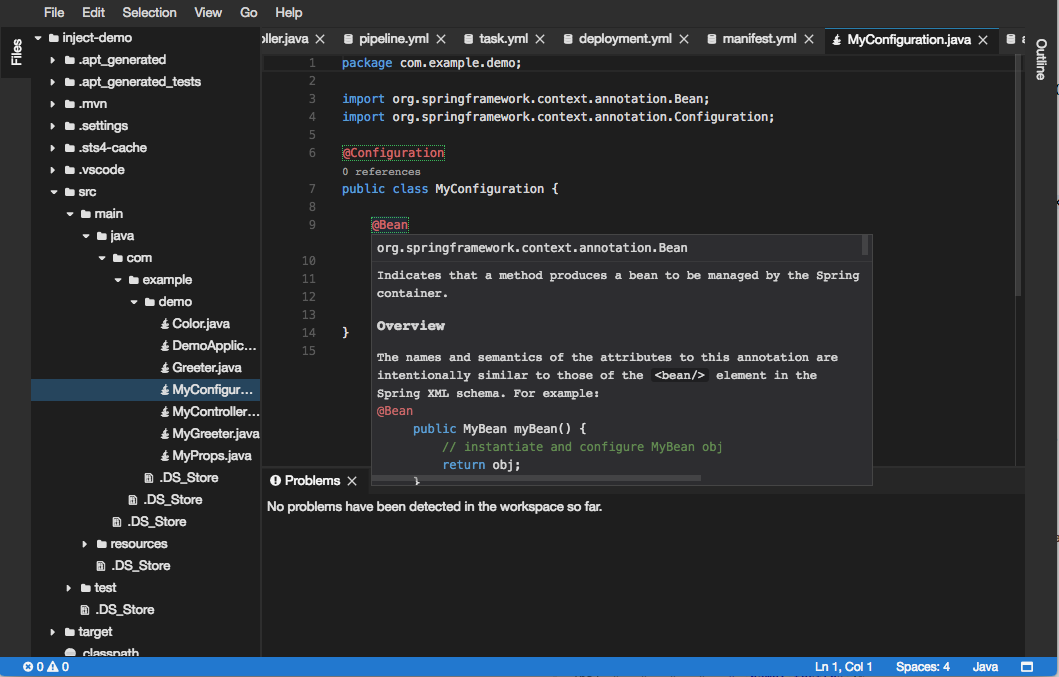 File Edit Selection View Go Help
Files
inject-demo
.apt_generated
.apt_generated_tests
.mvn
.settings
.sts4-cache
.vscode
src
main
java
com
example
demo
Color.java
DemoApplic...
Greeter.java
MyConfigur...
MyController...
MyGreeter.java
MyProps.java
.DS_Store
.DS_Store
.DS_Store
resources
.DS_Store
test
.DS_Store
target
.classpath
oller.java pipeline.yml task.yml deployment.yml manifest.yml MyConfiguration.java
Outline
1 package com.example.demo;
2
3 import org.springframework.context.annotation.Bean;
4 import org.springframework.context.annotation.Configuration;
5
6 @Configuration
0 references
7 public class MyConfiguration {
8
9 @Bean
10
11
12
13
14 }
15
org.springframework.context.annotation.Bean
Indicates that a method produces a bean to be managed by the Spring
container.
Overview
The names and semantics of the attributes to this annotation are
intentionally similar to those of the <bean/> element in the
Spring XML schema. For example:
@Bean
public MyBean myBean() {
// instantiate and configure MyBean obj
return obj;
}
Problems
No problems have been detected in the workspace so far.
0 0 Ln 1, Col 1 Spaces: 4 Java